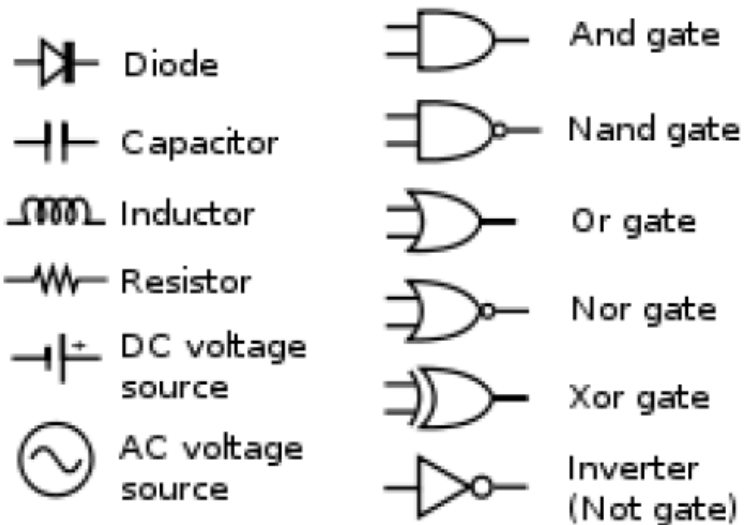 Diode
Capacitor
Inductor
Resistor
DC voltage
source
+
AC voltage
source
And gate
Nand gate
Or gate
Nor gate
Xor gate
Inverter
(Not gate)